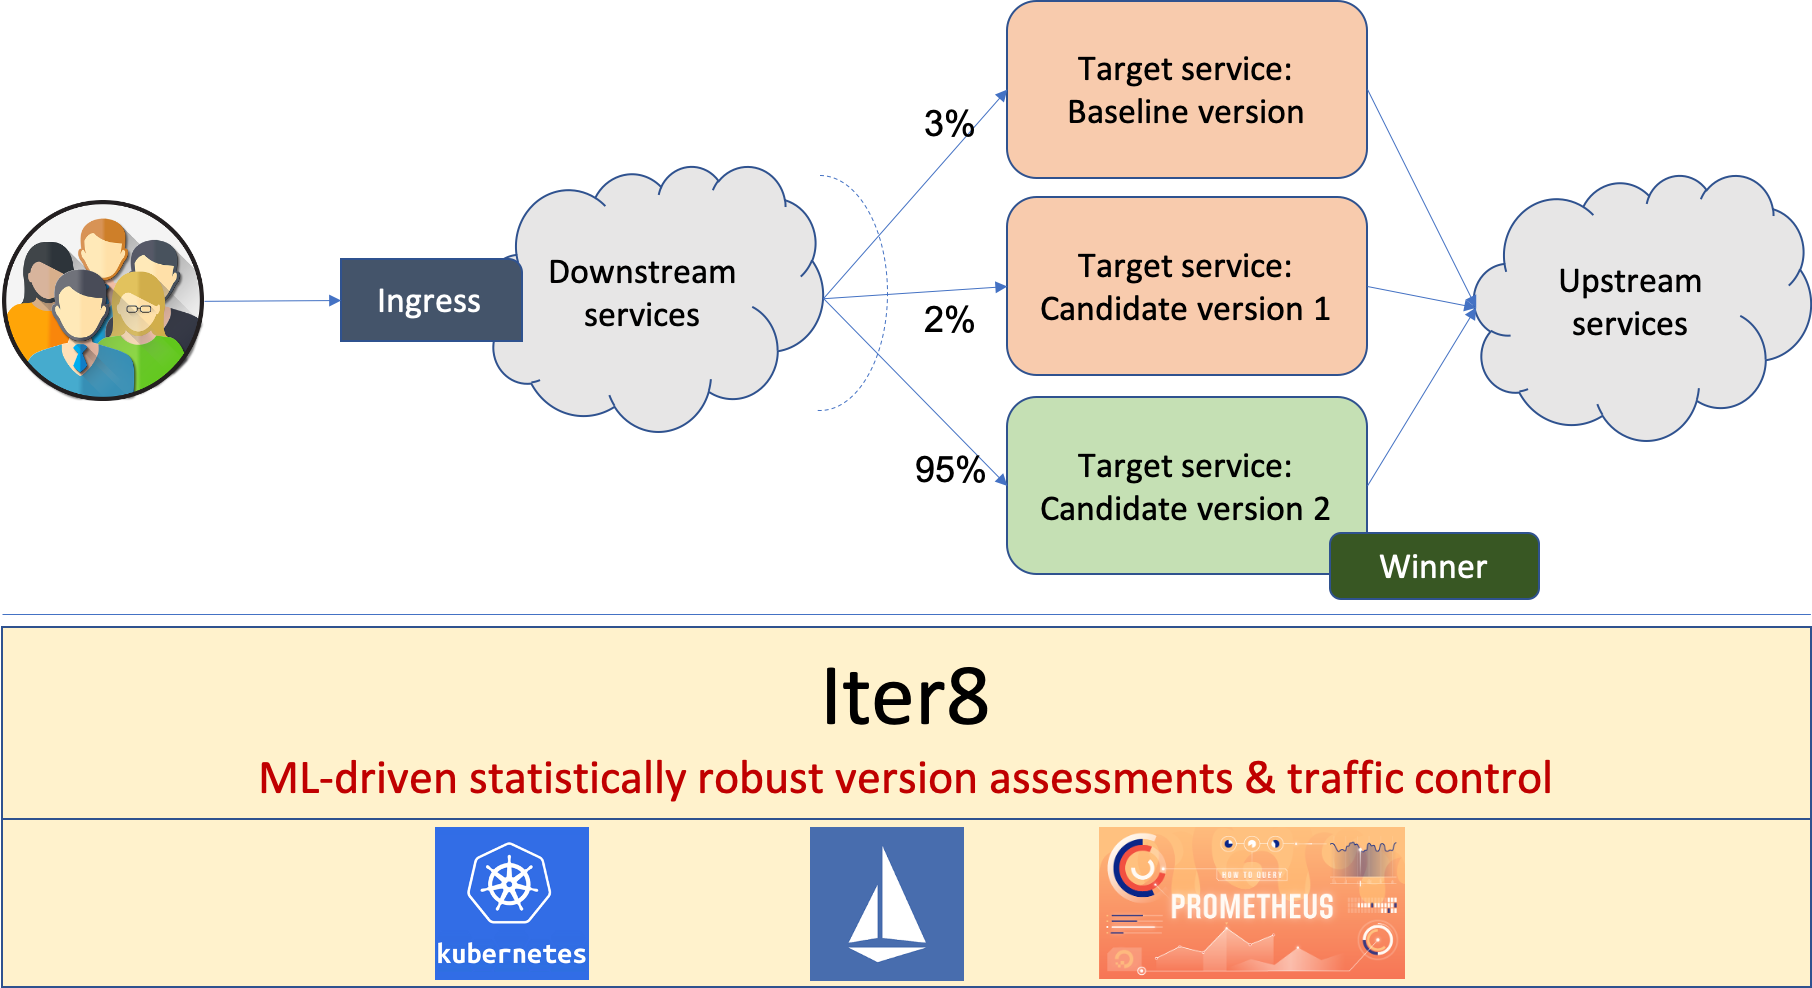 Target service:
Baseline version
3%
Ingress
Downstream
services
Target service:
Candidate version 1
2%
Upstream
services
95%
Target service:
Candidate version 2
Winner
Iter8
ML-driven statistically robust version assessments & traffic control
kubernetes
HOW TO QUERY
PROMETHEUS